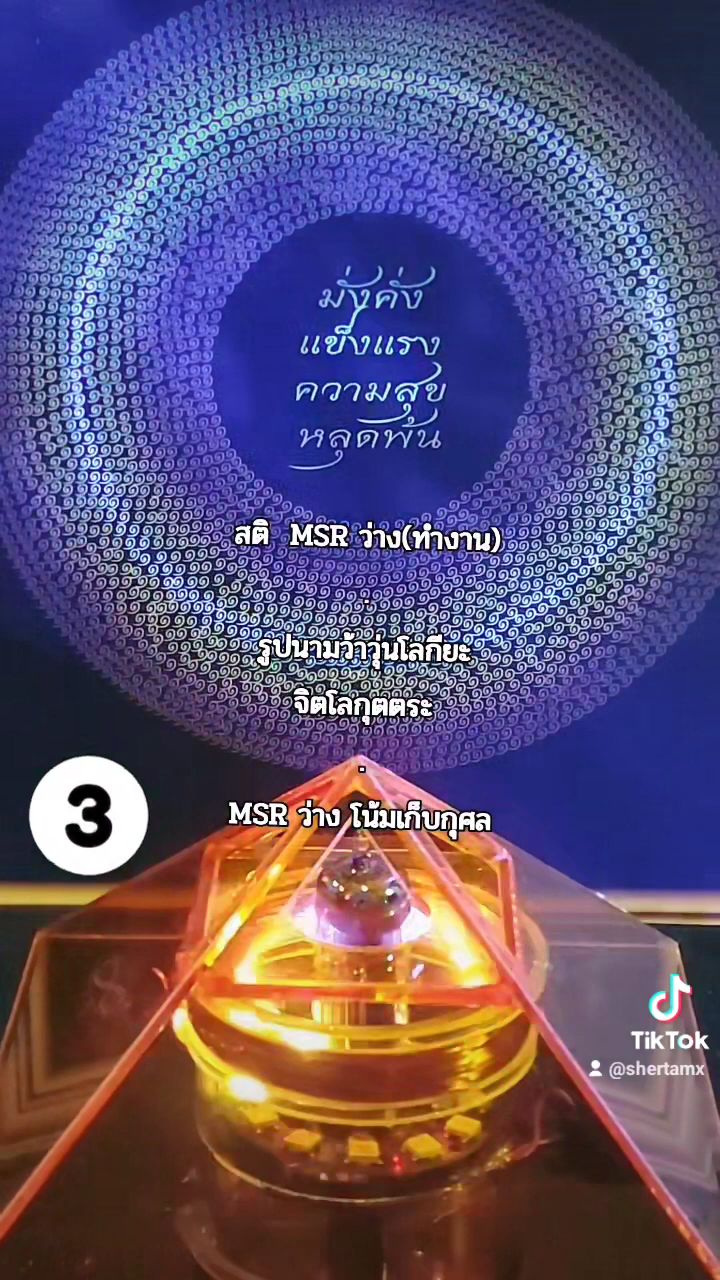 มั่งคั่ง
แข็งแรง
ความสุข
หลุดพ้น
สติ MSR ว่าง(ทำงาน)
.
รูปนามว้าวุ่นโลกียะ
จิตโลกุตตระ
.
MSR ว่าง โน้มเก็บกุศล
3
TikTok
@shertamx